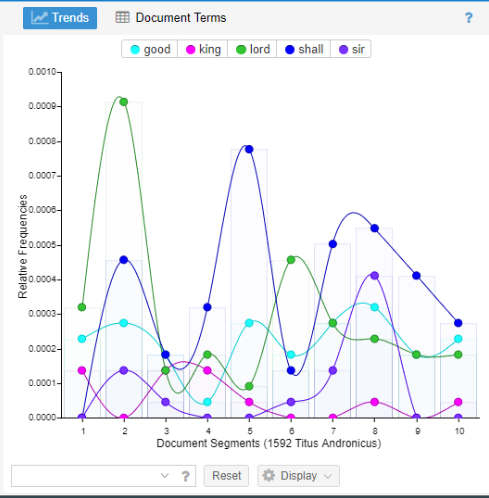 Trends Document Terms ?
good king lord shall sir
0.0010
0.0009
0.0008
0.0007
0.0006
0.0005
0.0004
0.0003
0.0002
0.0001
0.0000
Relative Frequencies
1 2 3 4 5 6 7 8 9 10
Document Segments (1592 Titus Andronicus)
? Reset Display